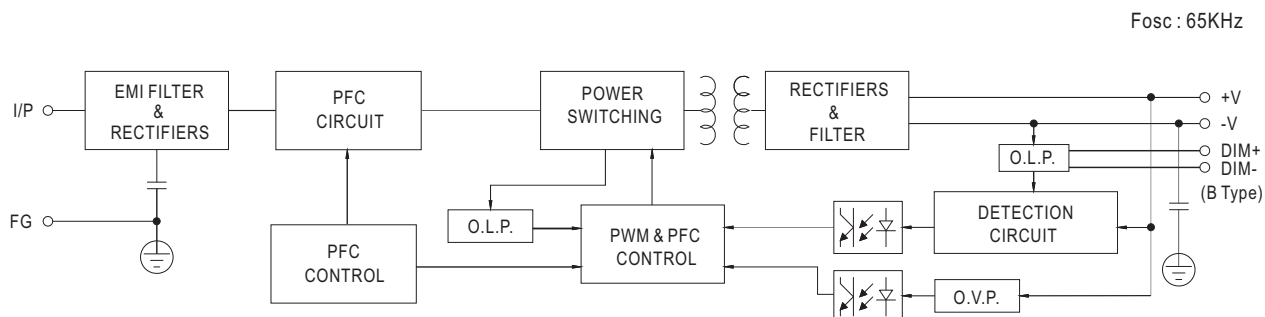 Fosc : 65KHz
I/P
EMI FILTER
&
RECTIFIERS
PFC
CIRCUIT
POWER
SWITCHING
RECTIFIERS
&
FILTER
+V
-V
DIM+
DIM-
(B Type)
O.L.P.
FG
O.L.P.
PFC
CONTROL
PWM & PFC
CONTROL
DETECTION
CIRCUIT
O.V.P.